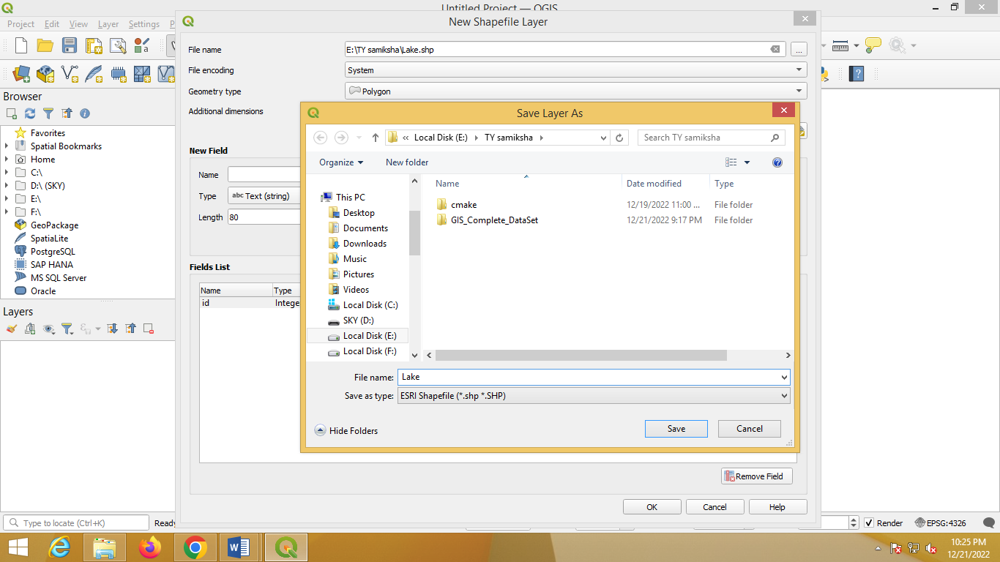 Untitled Project — QGIS
New Shapefile Layer
Project Edit View Layer Settings P
File name E:\TY samiksha\Lake.shp ...
File encoding System
Geometry type Polygon
Additional dimensions
Browser
Favorites
Spatial Bookmarks
Home
C:\
D:\ (SKY)
E:\
F:\
GeoPackage
SpatiaLite
PostgreSQL
SAP HANA
MS SQL Server
Oracle
Layers
New Field
Name
Type abc Text (string)
Length 80
Fields List
Name Type
id Intege
Save Layer As
« Local Disk (E:) TY samiksha
Search TY samiksha
Organize New folder
This PC
Desktop
Documents
Downloads
Music
Pictures
Videos
Local Disk (C:)
SKY (D:)
Local Disk (E:)
Local Disk (F:)
Name Date modified Type
cmake 12/19/2022 11:00 ... File folder
GIS_Complete_DataSet 12/21/2022 9:17 PM File folder
File name: Lake
Save as type: ESRI Shapefile (*.shp *.SHP)
Hide Folders Save Cancel
Remove Field
OK Cancel Help
Type to locate (Ctrl+K) Ready
Render EPSG:4326
10:25 PM
12/21/2022